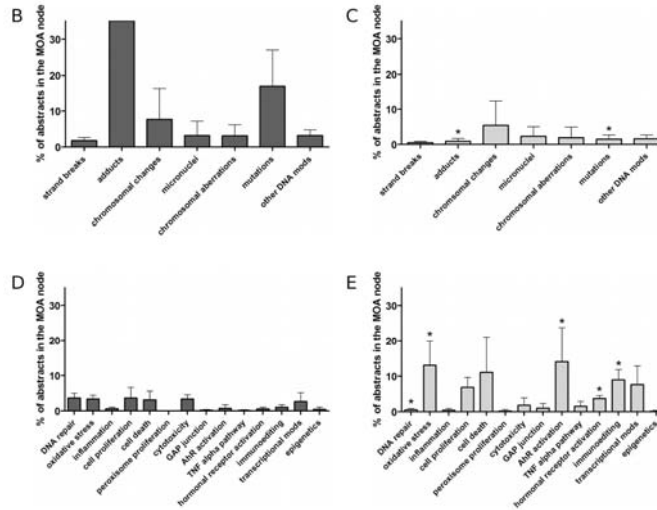 B
% of abstracts in the MOA node
30
20
10
0
strand breaks
adducts
chromosomal changes
micronuclei
chromosomal aberrations
mutations
other DNA mods
C
% of abstracts in the MOA node
30
20
10
0
strand breaks
adducts
chromsomal changes
micronuclei
chromosomal aberrations
mutations
other DNA mods
*
*
D
% of abstracts in the MOA node
30
20
10
0
DNA repair
oxidative stress
inflammation
cell proliferation
cell death
peroxisomes proliferation
cytotoxicity
GAP junction
AhR activation
TNF alpha pathway
hormonal receptor activation
immunoediting
transcriptional mods
epigenetics
E
% of abstracts in the MOA node
30
20
10
0
*
*
*
*
*
DNA repair
oxidative stress
inflammation
cell proliferation
cell death
peroxisomes proliferation
cytotoxicity
GAP junction
AhR activation
TNF alpha pathway
hormonal receptor activation
immunoediting
transcriptional mods
epigenetics